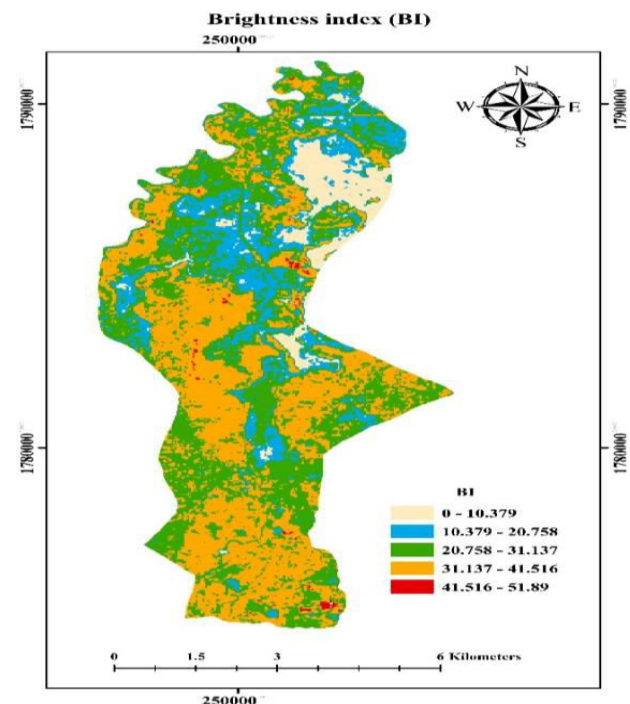 Brightness index (BI)
250000
1790000
1790000
N
W E
S
1780000
1780000
BI
0 - 10.379
10.379 - 20.758
20.758 - 31.137
31.137 - 41.516
41.516 - 51.89
0 1.5 3 6 Kilometers
250000